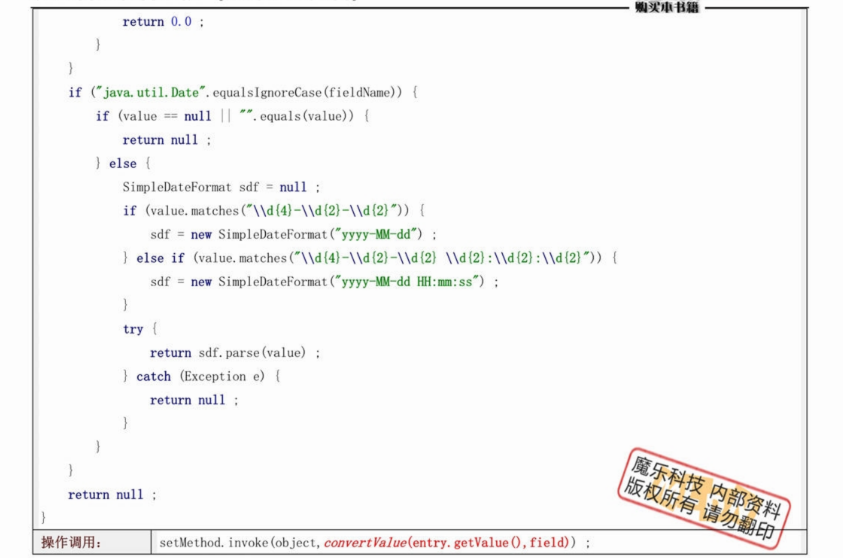 购买本书籍
return 0.0 ;
}
}
if ("java.util.Date".equalsIgnoreCase(fieldName)) {
if (value == null || "".equals(value)) {
return null ;
} else {
SimpleDateFormat sdf = null ;
if (value.matches("\\d{4}-\\d{2}-\\d{2}")) {
sdf = new SimpleDateFormat("yyyy-MM-dd") ;
} else if (value.matches("\\d{4}-\\d{2}-\\d{2} \\d{2}:\\d{2}:\\d{2}")) {
sdf = new SimpleDateFormat("yyyy-MM-dd HH:mm:ss") ;
}
try {
return sdf.parse(value) ;
} catch (Exception e) {
return null ;
}
}
}
return null ;
}
魔乐科技 内部资料
版权所有 请勿翻印
操作调用: setMethod.invoke(object,convertValue(entry.getValue(),field)) ;